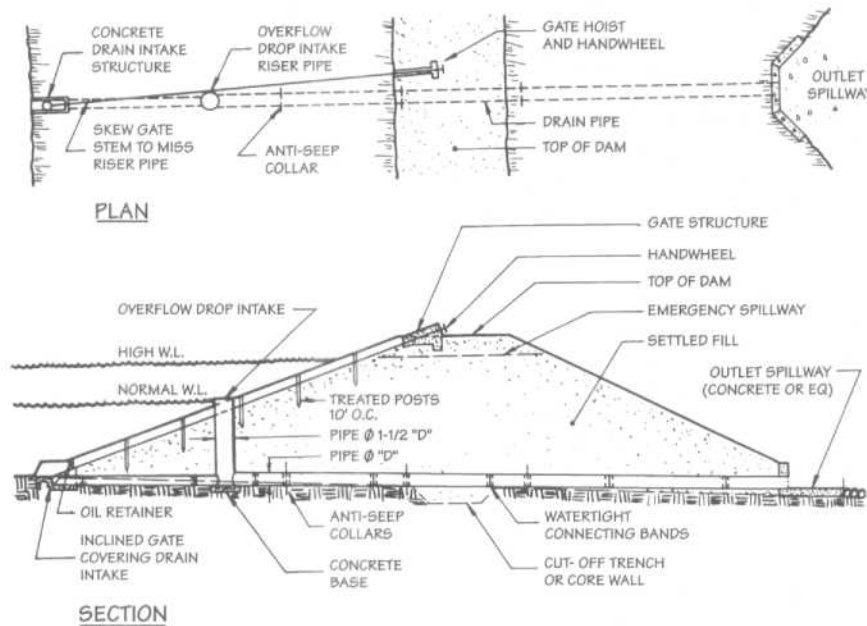 CONCRETE
DRAIN INTAKE
STRUCTURE
OVERFLOW
DROP INTAKE
RISER PIPE
GATE HOIST
AND HANDWHEEL
OUTLET
SPILLWAY
SKEW GATE
STEM TO MISS
RISER PIPE
ANTI-SEEP
COLLAR
DRAIN PIPE
TOP OF DAM
PLAN
GATE STRUCTURE
HANDWHEEL
TOP OF DAM
OVERFLOW DROP INTAKE
EMERGENCY SPILLWAY
HIGH W.L.
SETTLED FILL
NORMAL W.L.
OUTLET SPILLWAY
(CONCRETE OR EQ)
TREATED POSTS
10' O.C.
PIPE Ø 1-1/2 "D"
PIPE Ø "D"
OIL RETAINER
ANTI-SEEP
COLLARS
WATERTIGHT
CONNECTING BANDS
INCLINED GATE
COVERING DRAIN
INTAKE
CONCRETE
BASE
CUT- OFF TRENCH
OR CORE WALL
SECTION